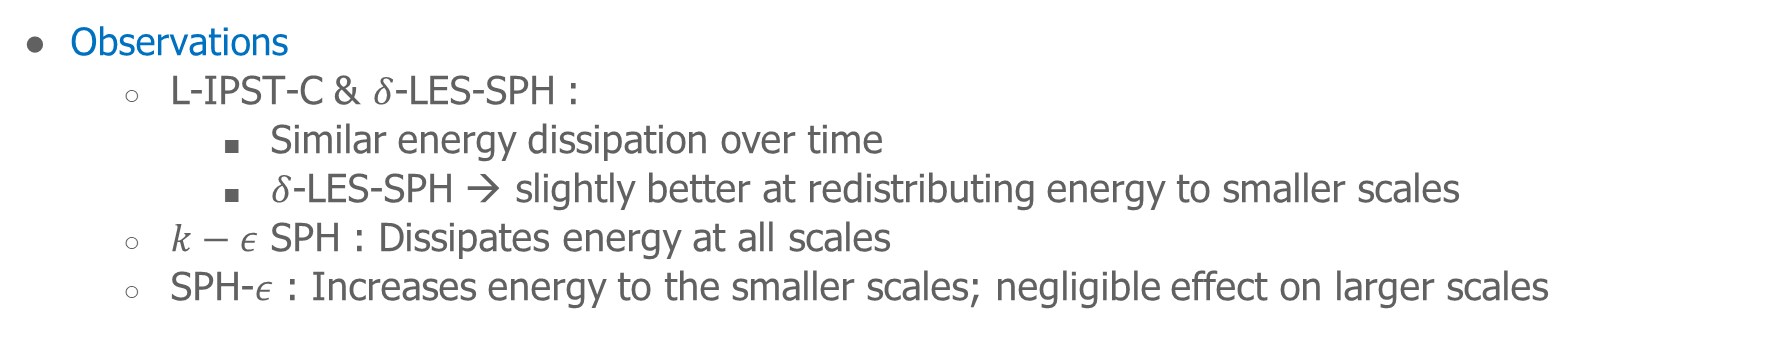 ● Observations
○ L-IPST-C & 𝛿-LES-SPH :
■ Similar energy dissipation over time
■ 𝛿-LES-SPH → slightly better at redistributing energy to smaller scales
○ 𝑘 − 𝜖 SPH : Dissipates energy at all scales
○ SPH-𝜖 : Increases energy to the smaller scales; negligible effect on larger scales